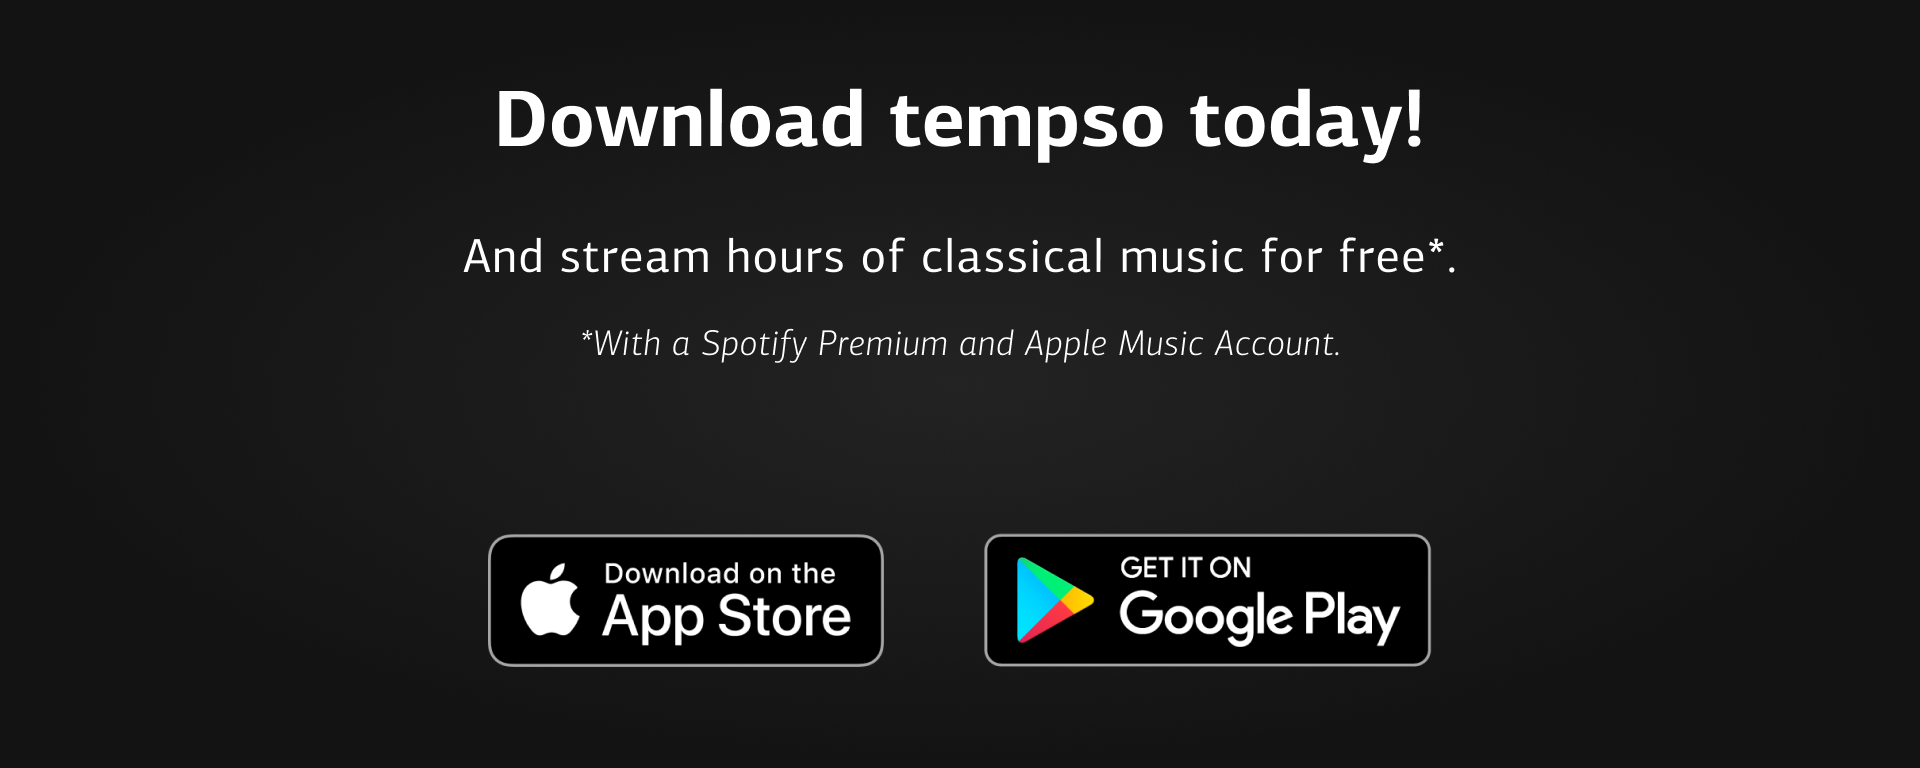 Download tempso today!
And stream hours of classical music for free*.
*With a Spotify Premium and Apple Music Account.
Download on the
App Store
GET IT ON
Google Play